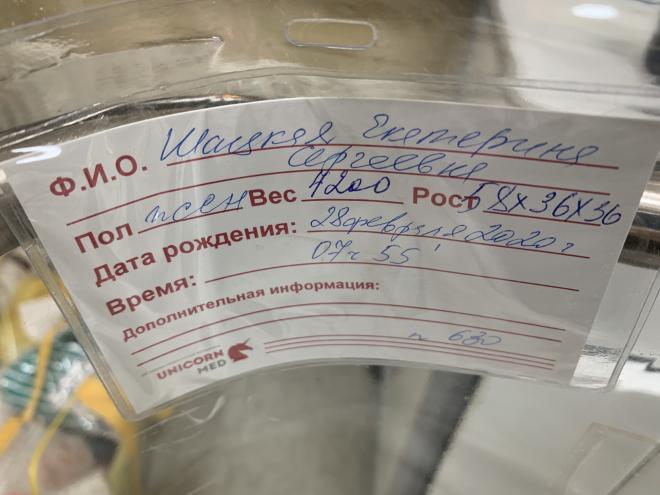 Ф.И.О. Шацкая Екатерина
Сергеевна
Пол жен Вес 4200 Рост 58х36х36
Дата рождения: 28 февраля 2020 г
Время: 07ч 55'
Дополнительная информация:
UNICORN
MED
п 630